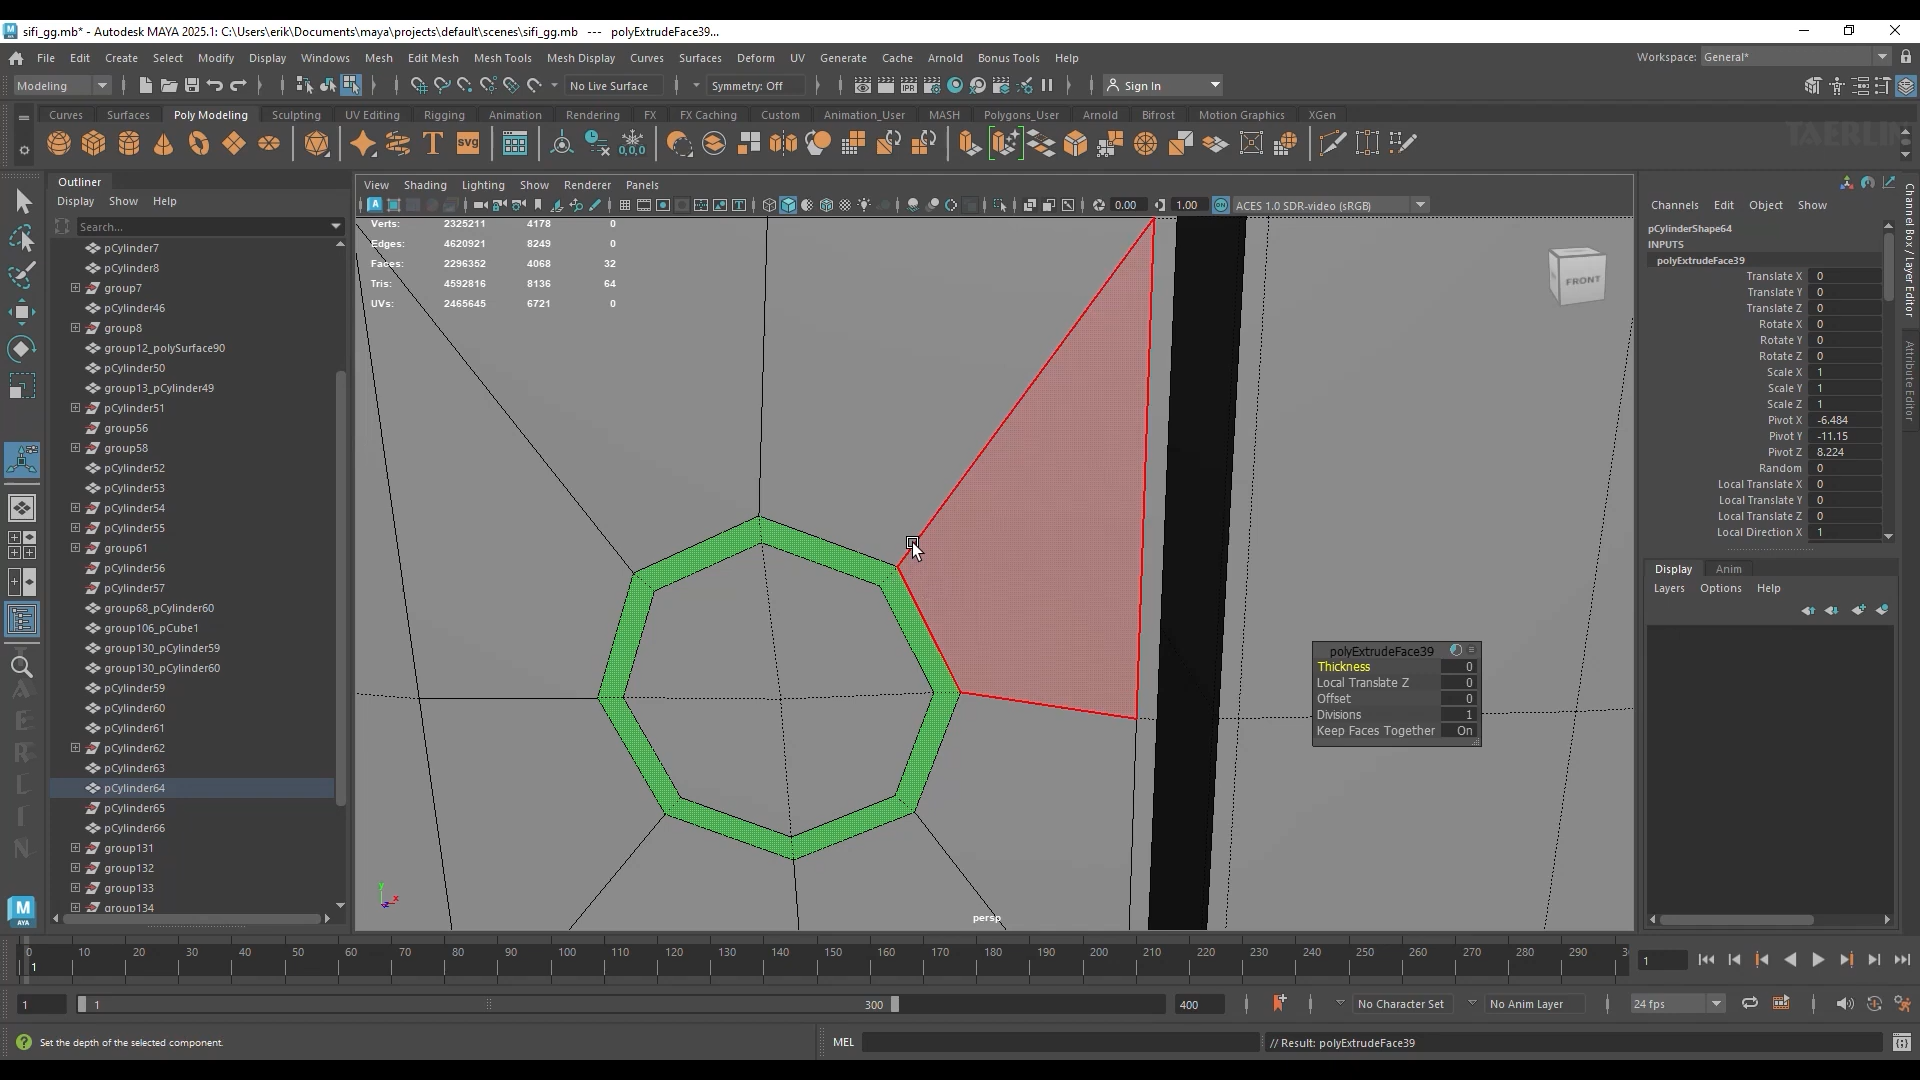 sifi_gg.mb* - Autodesk MAYA 2025.1: C:\Users\erik\Documents\maya\projects\default\scenes\sifi_gg.mb   ---   polyExtrudeFace39...
File Edit Create Select Modify Display Windows Mesh Edit Mesh Mesh Tools Mesh Display Curves Surfaces Deform UV Generate Cache Arnold Bonus Tools Help
Workspace: General*
Modeling
No Live Surface
Symmetry: Off
Sign In
Curves Surfaces Poly Modeling Sculpting UV Editing Rigging Animation Rendering FX FX Caching Custom Animation_User MASH Polygons_User Arnold Bifrost Motion Graphics XGen
Outliner
Display Show Help
Search...
pCylinder7
pCylinder8
group7
pCylinder46
group8
group12_polySurface90
pCylinder50
group13_pCylinder49
pCylinder51
group56
group58
pCylinder52
pCylinder53
pCylinder54
pCylinder55
group61
pCylinder56
pCylinder57
group68_pCylinder60
group106_pCube1
group130_pCylinder59
group130_pCylinder60
pCylinder59
pCylinder60
pCylinder61
pCylinder62
pCylinder63
pCylinder64
pCylinder65
pCylinder66
group131
group132
group133
group134
View Shading Lighting Show Renderer Panels
0.00
1.00
ACES 1.0 SDR-video (sRGB)
Verts: 2325211 4178 0
Edges: 4620921 8249 0
Faces: 2296352 4068 32
Tris: 4592816 8136 64
UVs: 2465645 6721 0
FRONT
polyExtrudeFace39
Thickness 0
Local Translate Z 0
Offset 0
Divisions 1
Keep Faces Together On
persp
Channels Edit Object Show
pCylinderShape64
INPUTS
polyExtrudeFace39
Translate X 0
Translate Y 0
Translate Z 0
Rotate X 0
Rotate Y 0
Rotate Z 0
Scale X 1
Scale Y 1
Scale Z 1
Pivot X -6.484
Pivot Y -11.15
Pivot Z 8.224
Random 0
Local Translate X 0
Local Translate Y 0
Local Translate Z 0
Local Direction X 1
Channel Box / Layer Editor
Attribute Editor
Display Anim
Layers Options Help
0 10 20 30 40 50 60 70 80 90 100 110 120 130 140 150 160 170 180 190 200 210 220 230 240 250 260 270 280 290
1
1
1
1
300
400
No Character Set
No Anim Layer
24 fps
Set the depth of the selected component.
MEL
// Result: polyExtrudeFace39